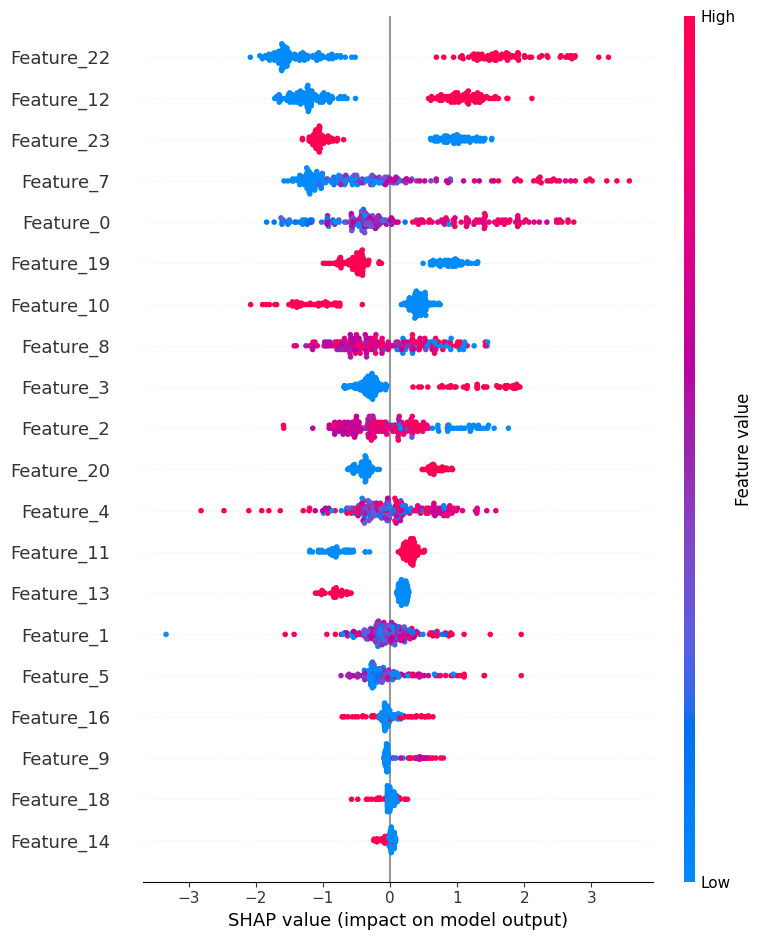 High
Feature_22
Feature_12
Feature_23
Feature_7
Feature_0
Feature_19
Feature_10
Feature_8
Feature_3
Feature_2
Feature_20
Feature_4
Feature_11
Feature_13
Feature_1
Feature_5
Feature_16
Feature_9
Feature_18
Feature_14
Feature value
Low
−3 −2 −1 0 1 2 3
SHAP value (impact on model output)